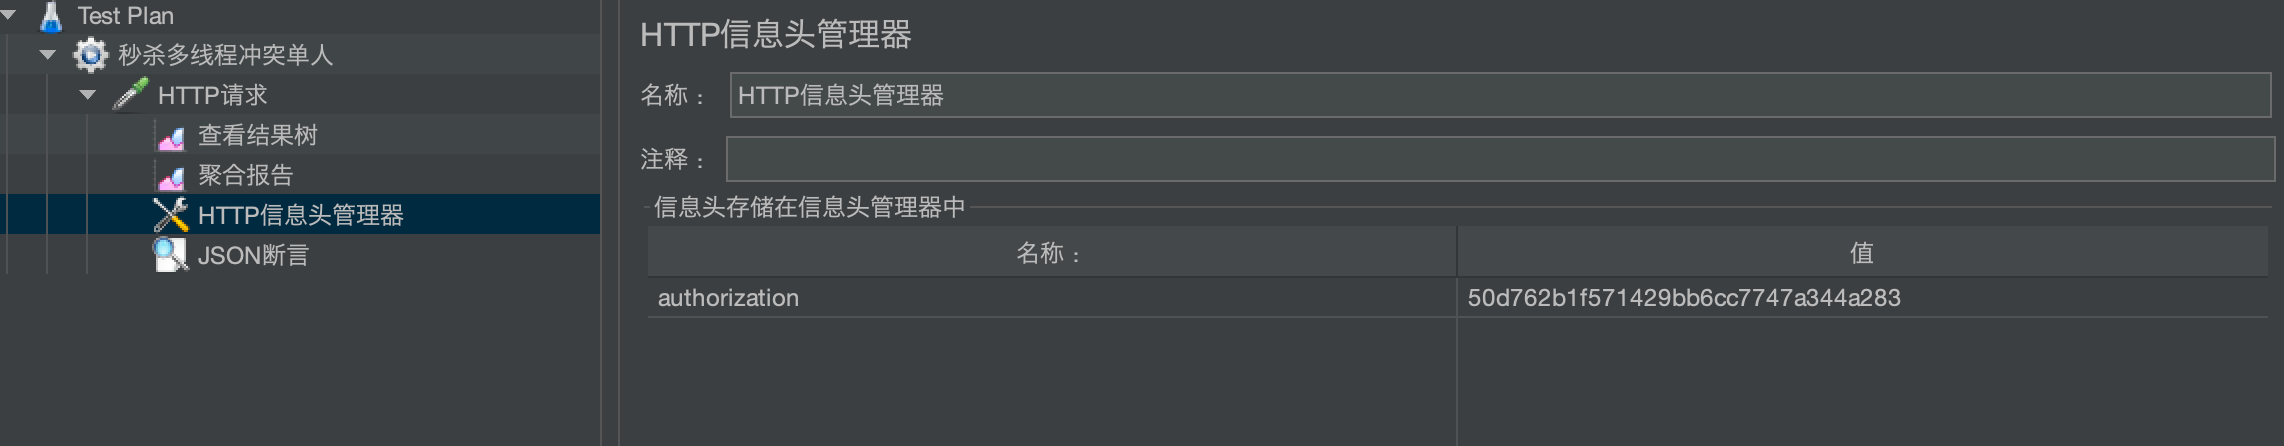 Test Plan
秒杀多线程冲突单人
HTTP请求
查看结果树
聚合报告
HTTP信息头管理器
JSON断言
HTTP信息头管理器
名称：
HTTP信息头管理器
注释：
信息头存储在信息头管理器中
名称： 值
authorization 50d762b1f571429bb6cc7747a344a283